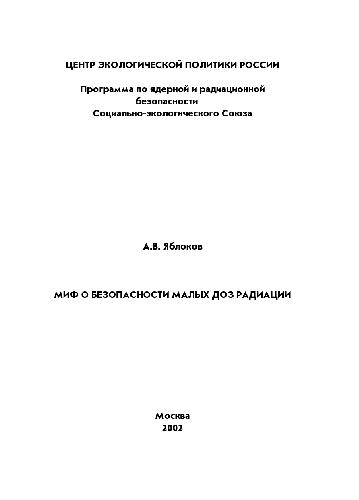 ЦЕНТР ЭКОЛОГИЧЕСКОЙ ПОЛИТИКИ РОССИИ
Программа по ядерной и радиационной
безопасности
Социально-экологического Союза
А.В. Яблоков
МИФ О БЕЗОПАСНОСТИ МАЛЫХ ДОЗ РАДИАЦИИ
Москва
2002